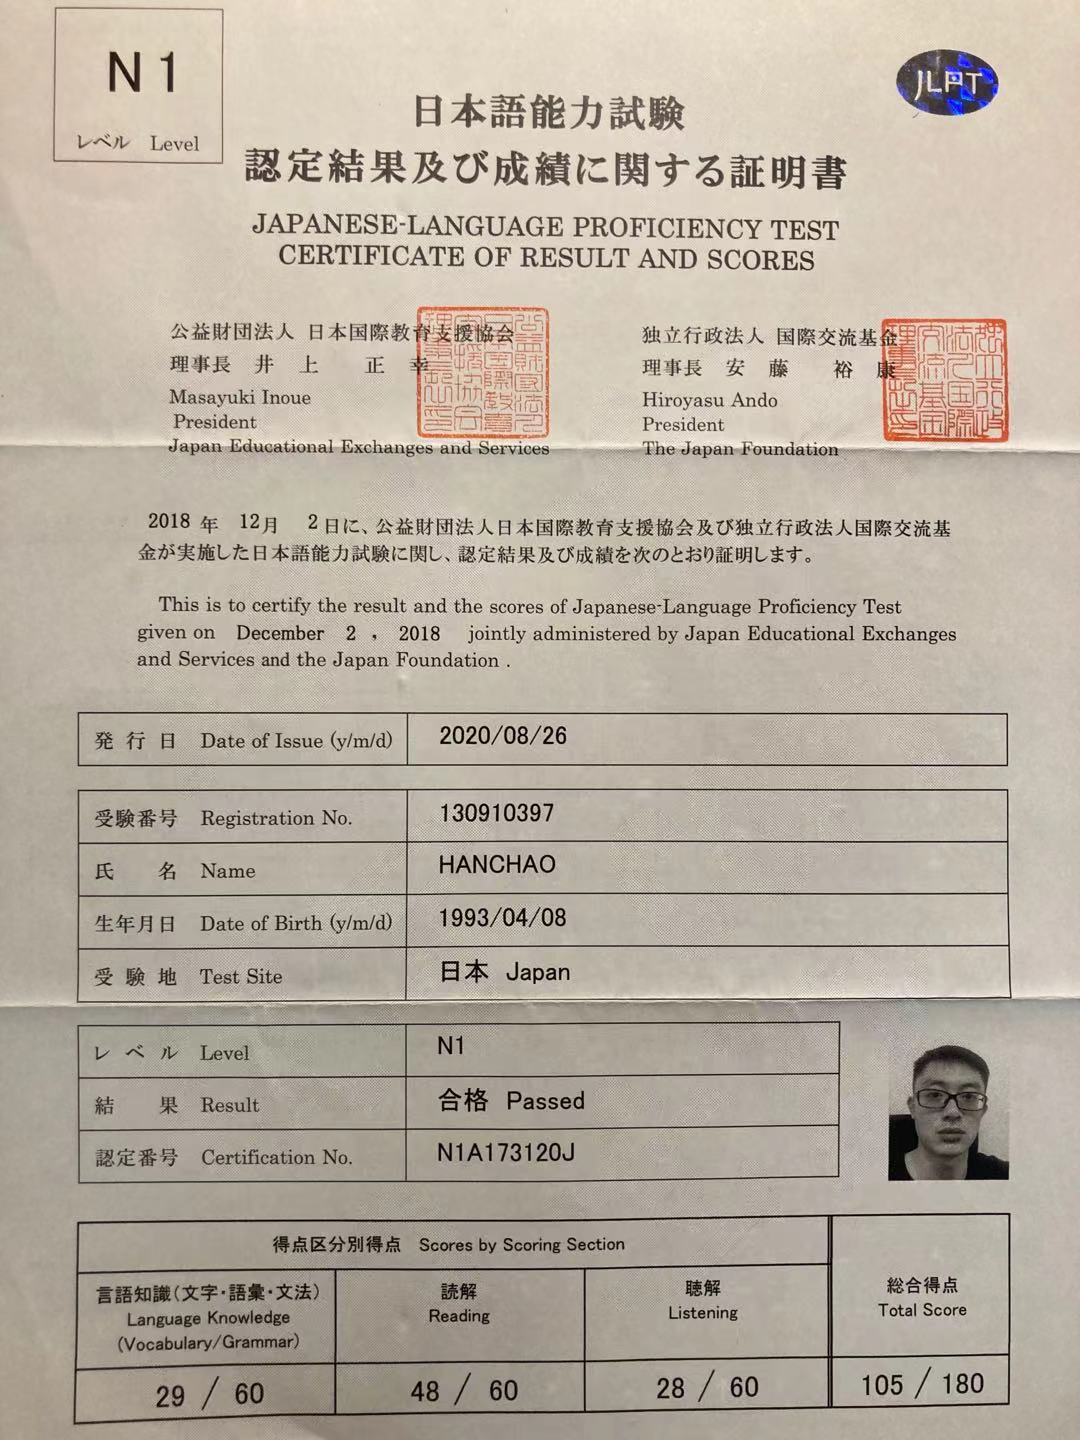 N1
レベル Level
JLPT
日本語能力試験
認定結果及び成績に関する証明書
JAPANESE-LANGUAGE PROFICIENCY TEST
CERTIFICATE OF RESULT AND SCORES
公益財団法人 日本国際教育支援協会
理事長 井 上 正 幸
Masayuki Inoue
President
Japan Educational Exchanges and Services
独立行政法人 国際交流基金
理事長 安 藤 裕 康
Hiroyasu Ando
President
The Japan Foundation
2018 年 12月 2日に、公益財団法人日本国際教育支援協会及び独立行政法人国際交流基
金が実施した日本語能力試験に関し、認定結果及び成績を次のとおり証明します。
This is to certify the result and the scores of Japanese-Language Proficiency Test
given on December 2 , 2018 jointly administered by Japan Educational Exchanges
and Services and the Japan Foundation .
発行日 Date of Issue (y/m/d) 2020/08/26
受験番号 Registration No. 130910397
氏 名 Name HANCHAO
生年月日 Date of Birth (y/m/d) 1993/04/08
受験地 Test Site 日本 Japan
レベル Level N1
結 果 Result 合格 Passed
認定番号 Certification No. N1A173120J
得点区分別得点 Scores by Scoring Section
言語知識(文字・語彙・文法)
Language Knowledge
(Vocabulary/Grammar)
読解
Reading
聴解
Listening
総合得点
Total Score
29 / 60 48 / 60 28 / 60 105 / 180